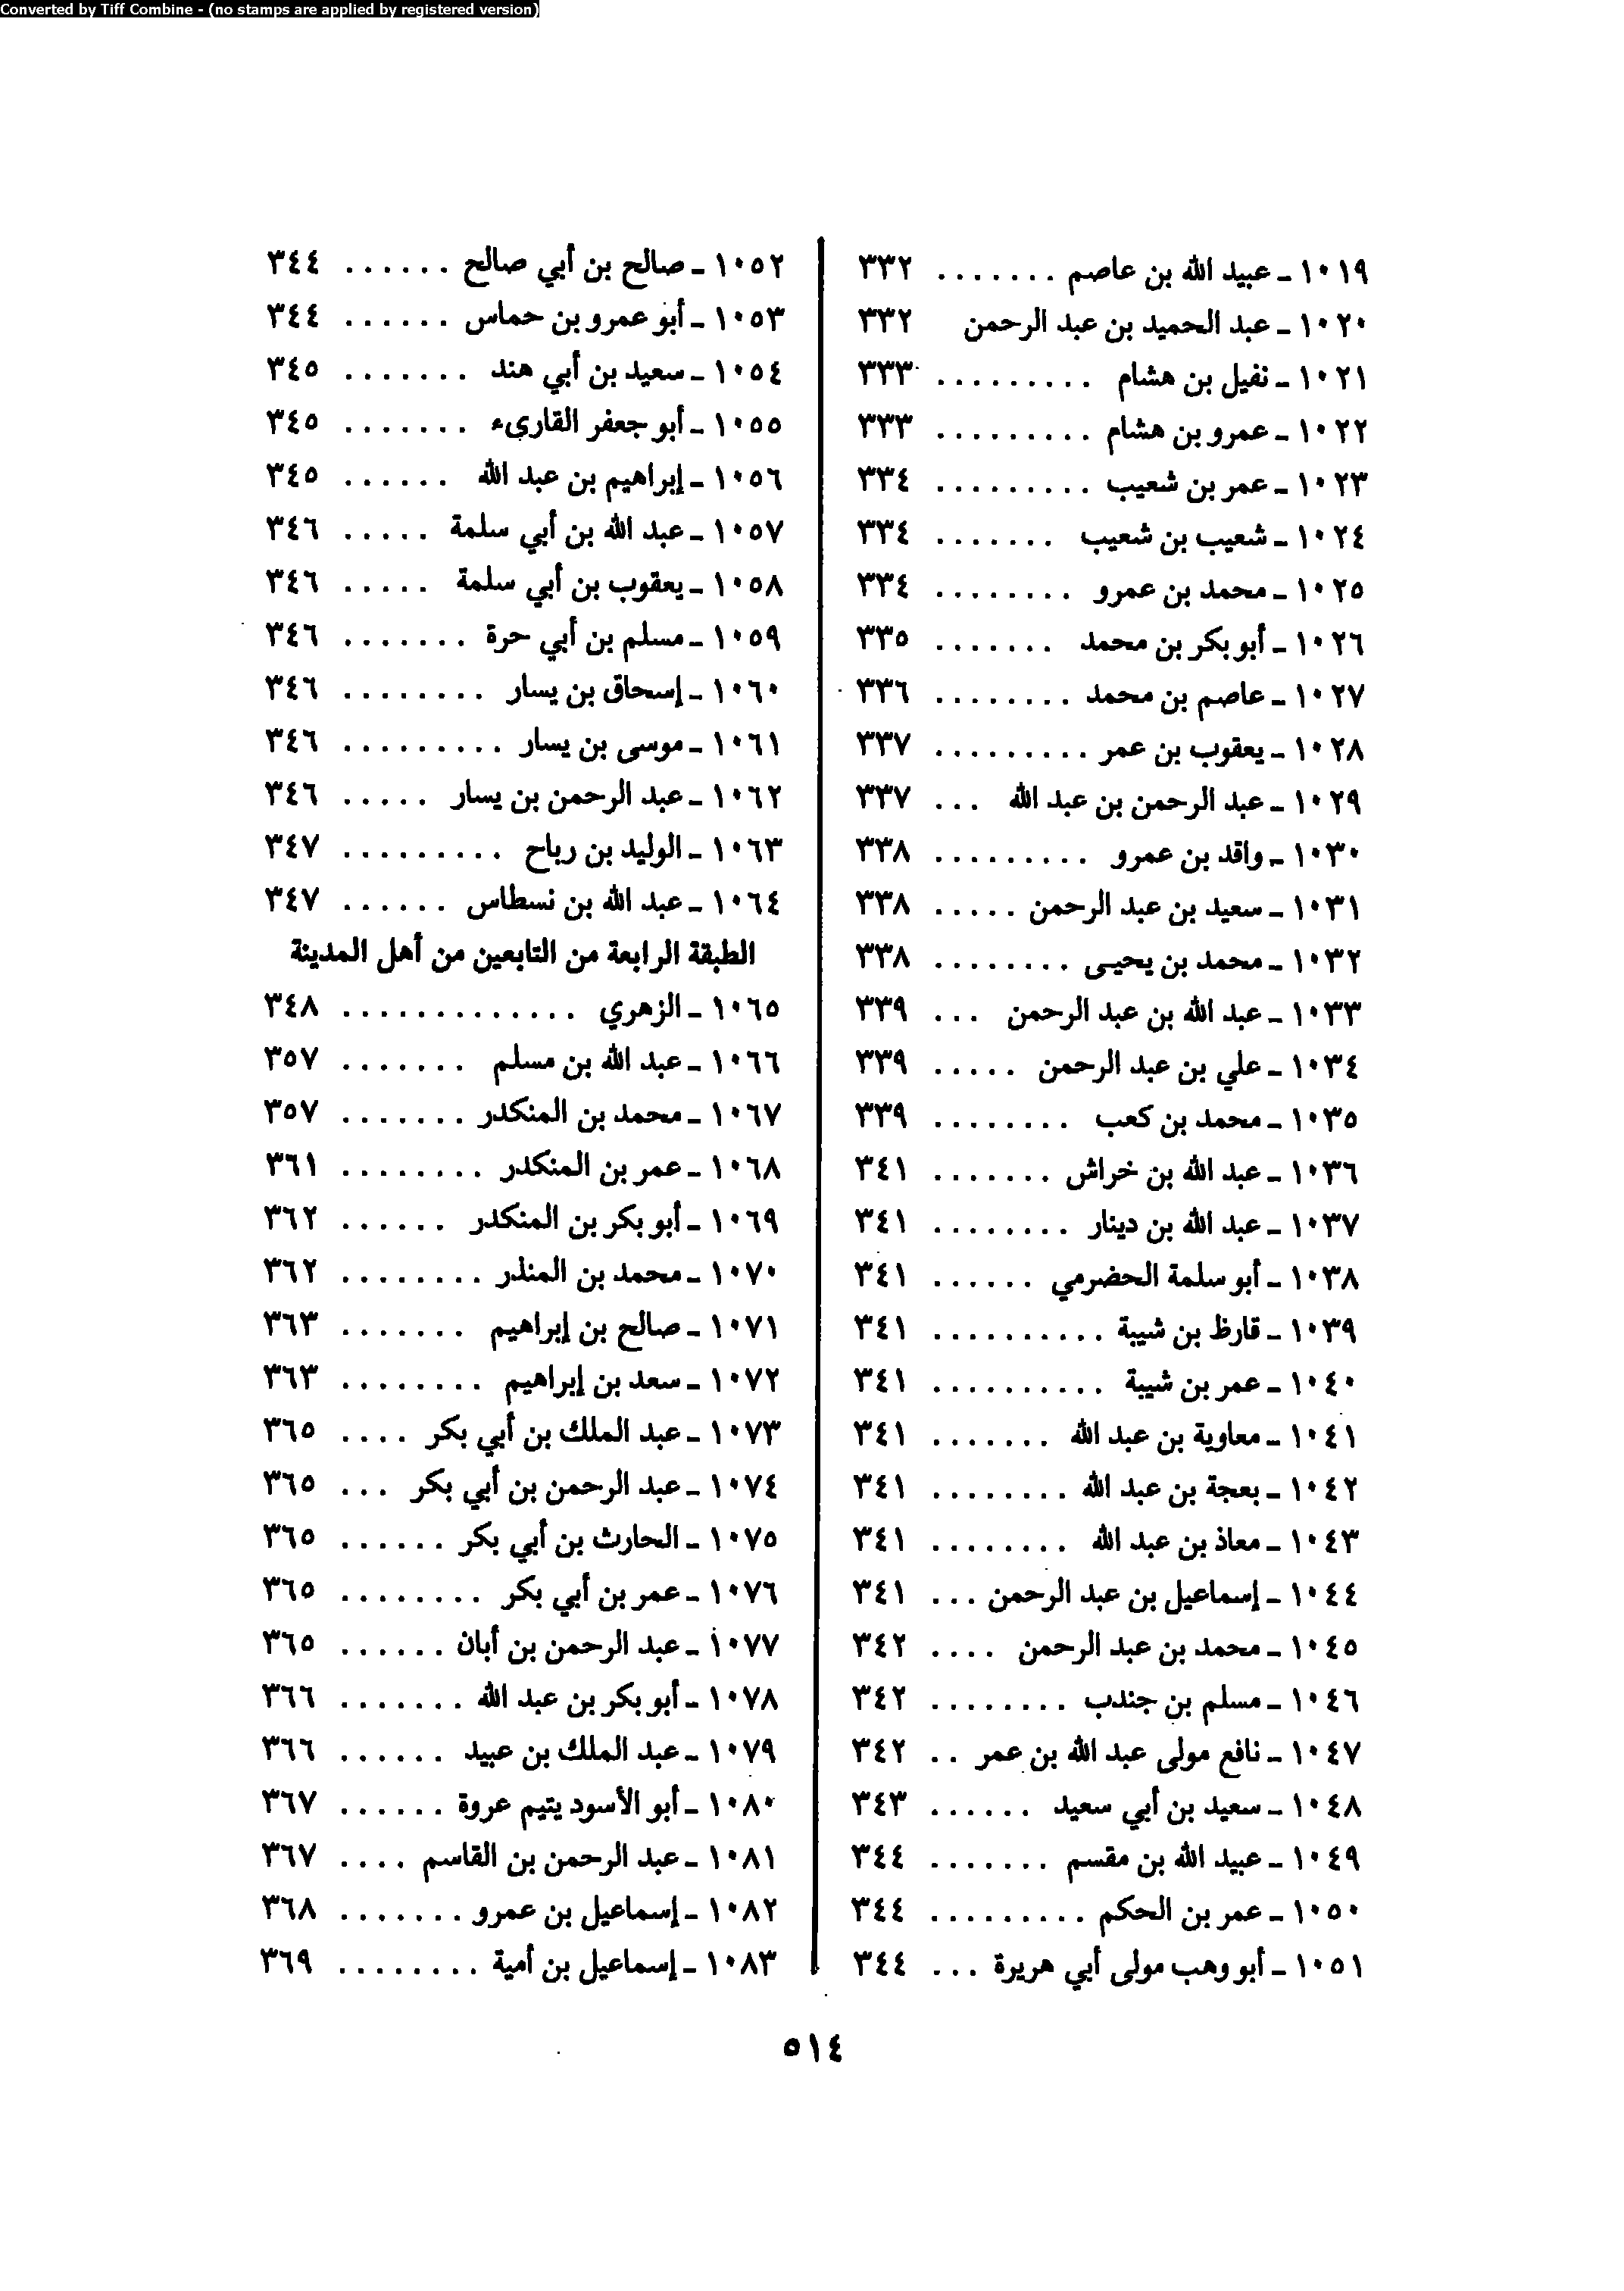 Converted by Tiff Combine - (no stamps are applied by registered version)
١٠١٩ - عبيد الله بن عاصم . . . . . . . ٣٣٢
١٠٢٠ - عبد الحميد بن عبد الرحمن ٣٣٢
١٠٢١ - نفيل بن هشام . . . . . . . . . ٣٣٣
١٠٢٢ - عمرو بن هشام . . . . . . . . . ٣٣٣
١٠٢٣ - عمر بن شعيب . . . . . . . . . ٣٣٤
١٠٢٤ - شعيب بن شعيب . . . . . . . ٣٣٤
١٠٢٥ - محمد بن عمرو . . . . . . . . ٣٣٤
١٠٢٦ - أبو بكر بن محمد . . . . . . . ٣٣٥
١٠٢٧ - عاصم بن محمد . . . . . . . . ٣٣٦
١٠٢٨ - يعقوب بن عمر . . . . . . . . . ٣٣٧
١٠٢٩ - عبد الرحمن بن عبد الله . . . ٣٣٧
١٠٣٠ - واقد بن عمرو . . . . . . . . . ٣٣٨
١٠٣١ - سعيد بن عبد الرحمن . . . . . ٣٣٨
١٠٣٢ - محمد بن يحيى . . . . . . . . ٣٣٨
١٠٣٣ - عبد الله بن عبد الرحمن . . . ٣٣٩
١٠٣٤ - علي بن عبد الرحمن . . . . . ٣٣٩
١٠٣٥ - محمد بن كعب . . . . . . . . ٣٣٩
١٠٣٦ - عبد الله بن خراش . . . . . . . ٣٤١
١٠٣٧ - عبد الله بن دينار . . . . . . . . ٣٤١
١٠٣٨ - أبو سلمة الحضرمي . . . . . . ٣٤١
١٠٣٩ - قارظ بن شيبة . . . . . . . . . . ٣٤١
١٠٤٠ - عمر بن شيبة . . . . . . . . . . ٣٤١
١٠٤١ - معاوية بن عبد الله . . . . . . . ٣٤١
١٠٤٢ - بعجة بن عبد الله . . . . . . . . ٣٤١
١٠٤٣ - معاذ بن عبد الله . . . . . . . . ٣٤١
١٠٤٤ - إسماعيل بن عبد الرحمن . . . ٣٤١
١٠٤٥ - محمد بن عبد الرحمن . . . . ٣٤٢
١٠٤٦ - مسلم بن جندب . . . . . . . . ٣٤٢
١٠٤٧ - نافع مولى عبد الله بن عمر . . ٣٤٢
١٠٤٨ - سعيد بن أبي سعيد . . . . . . ٣٤٣
١٠٤٩ - عبيد الله بن مقسم . . . . . . . ٣٤٤
١٠٥٠ - عمر بن الحكم . . . . . . . . . ٣٤٤
١٠٥١ - أبو وهب مولى أبي هريرة . . . ٣٤٤
١٠٥٢ - صالح بن أبي صالح . . . . . . ٣٤٤
١٠٥٣ - أبو عمرو بن حماس . . . . . . ٣٤٤
١٠٥٤ - سعيد بن أبي هند . . . . . . . ٣٤٥
١٠٥٥ - أبو جعفر القارىء . . . . . . . ٣٤٥
١٠٥٦ - إبراهيم بن عبد الله . . . . . . ٣٤٥
١٠٥٧ - عبد الله بن أبي سلمة . . . . . ٣٤٦
١٠٥٨ - يعقوب بن أبي سلمة . . . . . ٣٤٦
١٠٥٩ - مسلم بن أبي حرة . . . . . . . ٣٤٦
١٠٦٠ - إسحاق بن يسار . . . . . . . . ٣٤٦
١٠٦١ - موسى بن يسار . . . . . . . . . ٣٤٦
١٠٦٢ - عبد الرحمن بن يسار . . . . . ٣٤٦
١٠٦٣ - الوليد بن رباح . . . . . . . . . ٣٤٧
١٠٦٤ - عبد الله بن نسطاس . . . . . . ٣٤٧
الطبقة الرابعة من التابعين من أهل المدينة
١٠٦٥ - الزهري . . . . . . . . . . . . . ٣٤٨
١٠٦٦ - عبد الله بن مسلم . . . . . . . ٣٥٧
١٠٦٧ - محمد بن المنكدر . . . . . . . ٣٥٧
١٠٦٨ - عمر بن المنكدر . . . . . . . . ٣٦١
١٠٦٩ - أبو بكر بن المنكدر . . . . . . ٣٦٢
١٠٧٠ - محمد بن المنذر . . . . . . . . ٣٦٢
١٠٧١ - صالح بن إبراهيم . . . . . . . ٣٦٣
١٠٧٢ - سعد بن إبراهيم . . . . . . . . ٣٦٣
١٠٧٣ - عبد الملك بن أبي بكر . . . . ٣٦٥
١٠٧٤ - عبد الرحمن بن أبي بكر . . . ٣٦٥
١٠٧٥ - الحارث بن أبي بكر . . . . . . ٣٦٥
١٠٧٦ - عمر بن أبي بكر . . . . . . . . ٣٦٥
١٠٧٧ - عبد الرحمن بن أبان . . . . . . ٣٦٥
١٠٧٨ - أبو بكر بن عبد الله . . . . . . . ٣٦٦
١٠٧٩ - عبد الملك بن عبيد . . . . . . ٣٦٦
١٠٨٠ - أبو الأسود يتيم عروة . . . . . . ٣٦٧
١٠٨١ - عبد الرحمن بن القاسم . . . . ٣٦٧
١٠٨٢ - إسماعيل بن عمرو . . . . . . . ٣٦٨
١٠٨٣ - إسماعيل بن أمية . . . . . . . . ٣٦٩
٥١٤